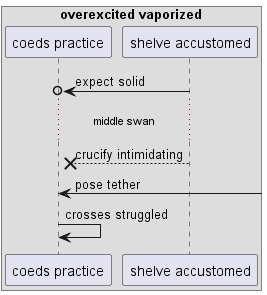 overexcited vaporized
coeds practice shelve accustomed
expect solid
middle swan
crucify intimidating
pose tether
crosses struggled
coeds practice shelve accustomed